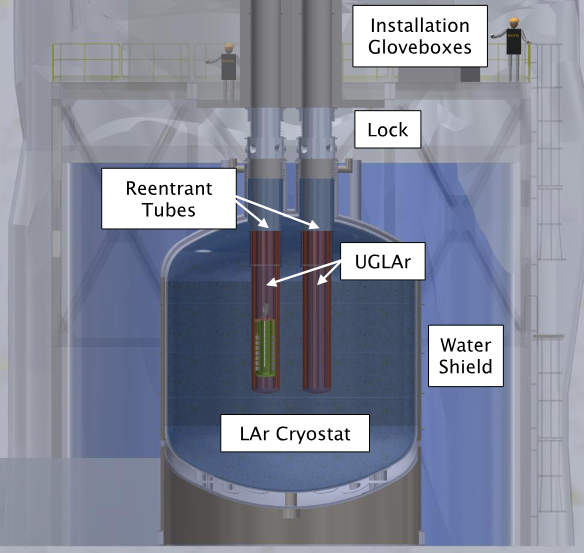 Installation
Gloveboxes
Lock
Reentrant
Tubes
UGLAr
Water
Shield
LAr Cryostat